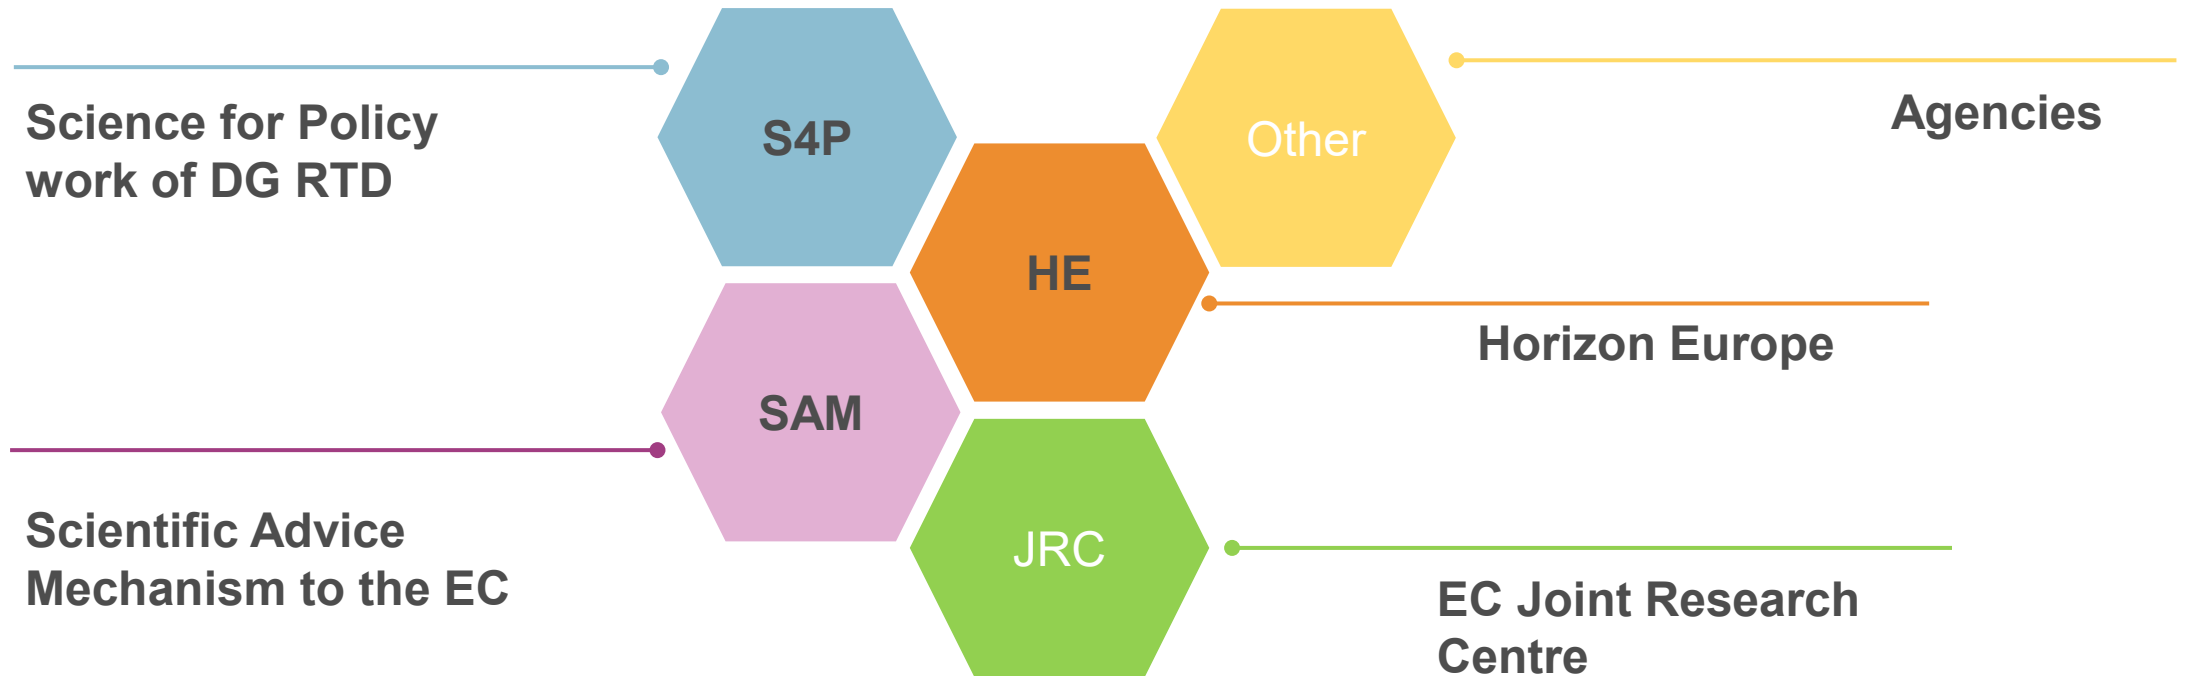 Science for Policy
work of DG RTD
S4P
Other
Agencies
HE
Horizon Europe
SAM
Scientific Advice
Mechanism to the EC
JRC
EC Joint Research
Centre